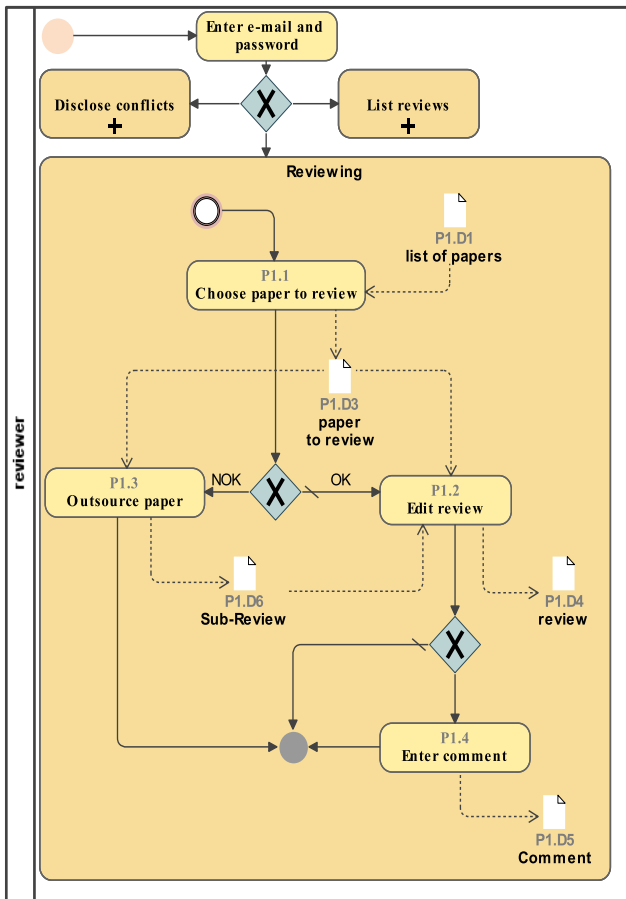 reviewer
Enter e-mail and
password
Disclose conflicts
List reviews
Reviewing
P1.D1
list of papers
P1.1
Choose paper to review
P1.D3
paper
to review
P1.3
Outsource paper
NOK
OK
P1.2
Edit review
P1.D6
Sub-Review
P1.D4
review
P1.4
Enter comment
P1.D5
Comment